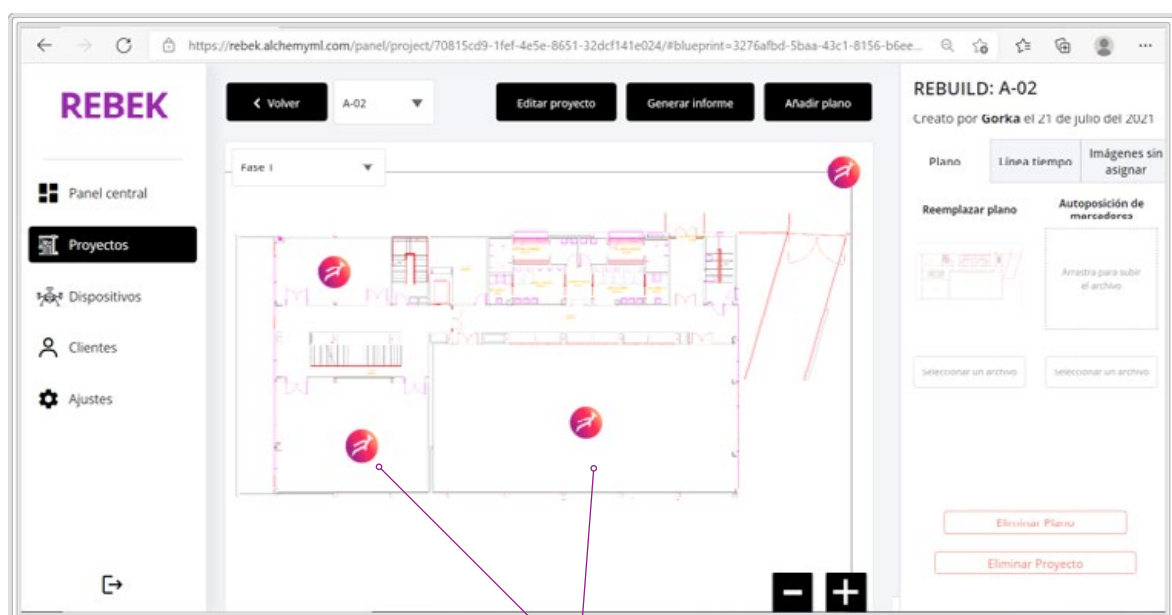 https://rebek.alchemyml.com/panel/project/70815cd9-1fef-4e5e-8651-32dcf141e024/#blueprint=3276afbd-5baa-43c1-8156-b6ee...
REBEK
Panel central
Proyectos
Dispositivos
Clientes
Ajustes
Volver
A-02
Editar proyecto
Generar informe
Añadir plano
Fase 1
REBUILD: A-02
Creato por Gorka el 21 de julio del 2021
Plano
Línea tiempo
Imágenes sin
asignar
Reemplazar plano
Autoposición de
marcadores
Arrastra para subir
el archivo
Seleccionar un archivo
Seleccionar un archivo
Eliminar Plano
Eliminar Proyecto